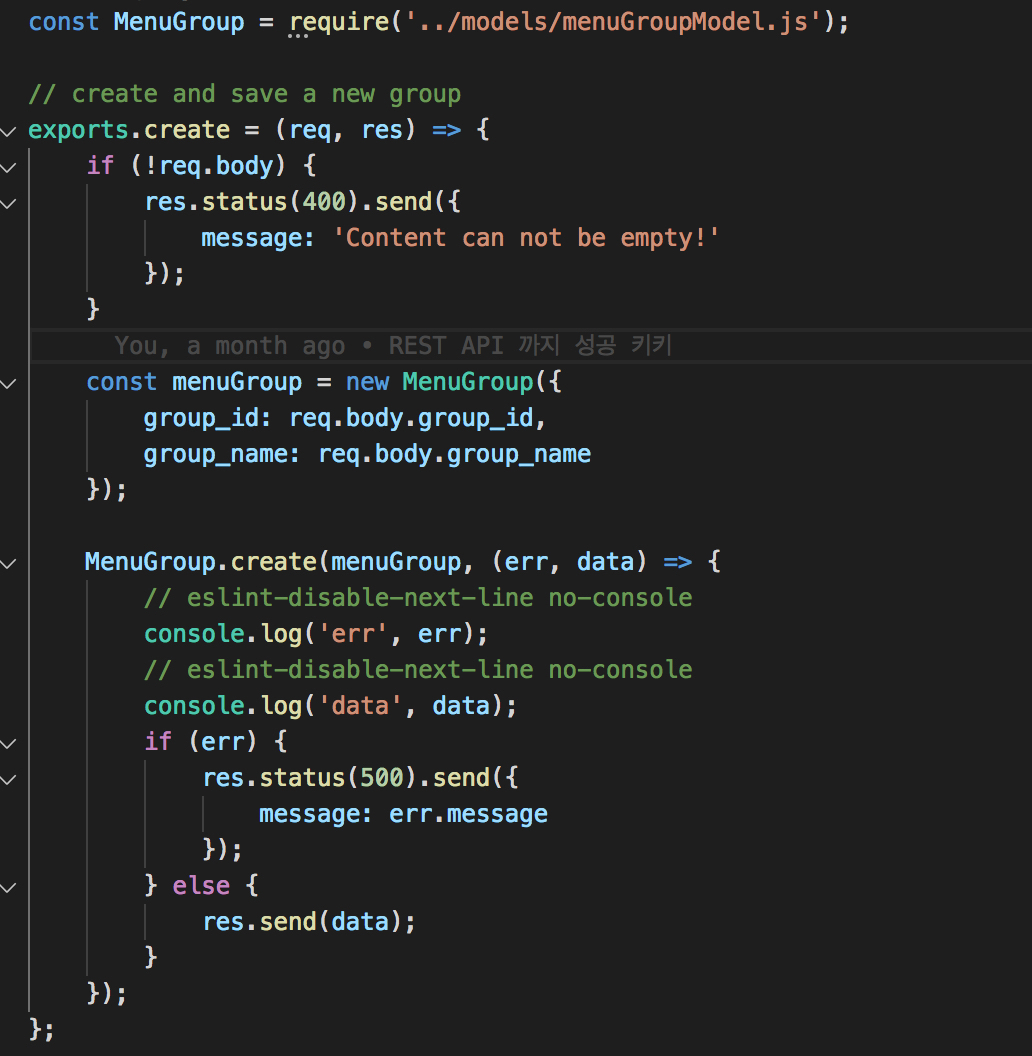 const MenuGroup = require('../models/menuGroupModel.js');
// create and save a new group
exports.create = (req, res) => {
if (!req.body) {
res.status(400).send({
message: 'Content can not be empty!'
});
}
You, a month ago • REST API 까지 성공 키키
const menuGroup = new MenuGroup({
group_id: req.body.group_id,
group_name: req.body.group_name
});
MenuGroup.create(menuGroup, (err, data) => {
// eslint-disable-next-line no-console
console.log('err', err);
// eslint-disable-next-line no-console
console.log('data', data);
if (err) {
res.status(500).send({
message: err.message
});
} else {
res.send(data);
}
});
};